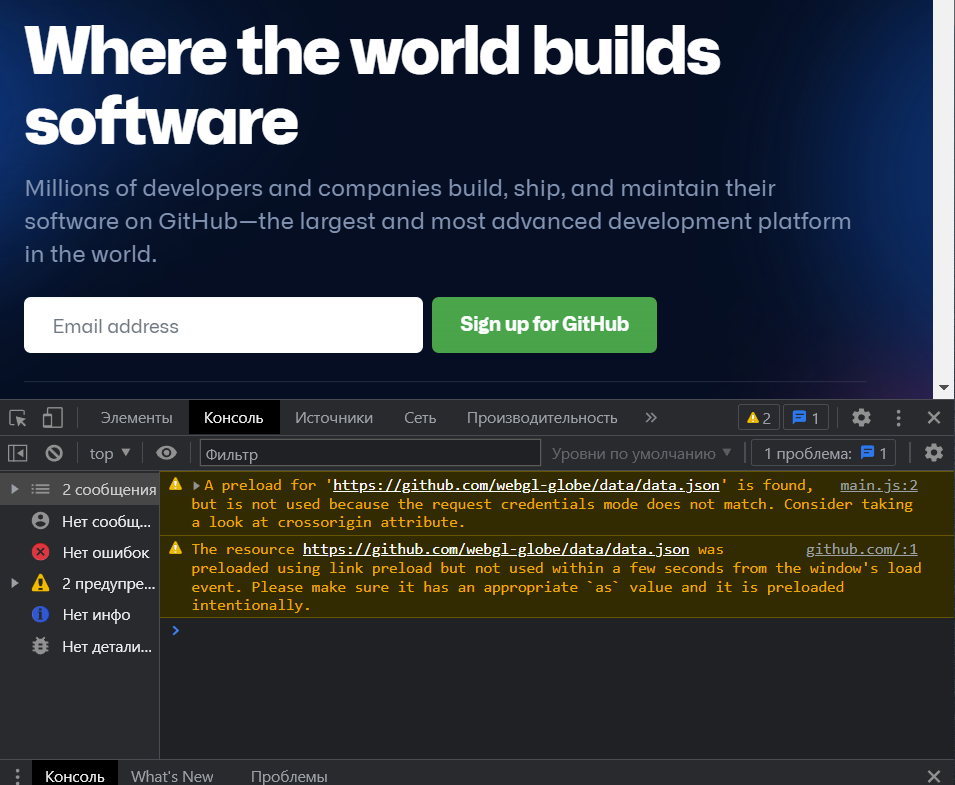 Where the world builds
software
Millions of developers and companies build, ship, and maintain their
software on GitHub—the largest and most advanced development platform
in the world.
Email address
Sign up for GitHub
Элементы Консоль Источники Сеть Производительность 2 1
top Фильтр Уровни по умолчанию 1 проблема: 1
2 сообщения
Нет сообщ...
Нет ошибок
2 предупре...
Нет инфо
Нет детали...
A preload for 'https://github.com/webgl-globe/data/data.json' is found, main.js:2
but is not used because the request credentials mode does not match. Consider taking
a look at crossorigin attribute.
The resource https://github.com/webgl-globe/data/data.json was github.com/:1
preloaded using link preload but not used within a few seconds from the window's load
event. Please make sure it has an appropriate `as` value and it is preloaded
intentionally.
Консоль What's New Проблемы